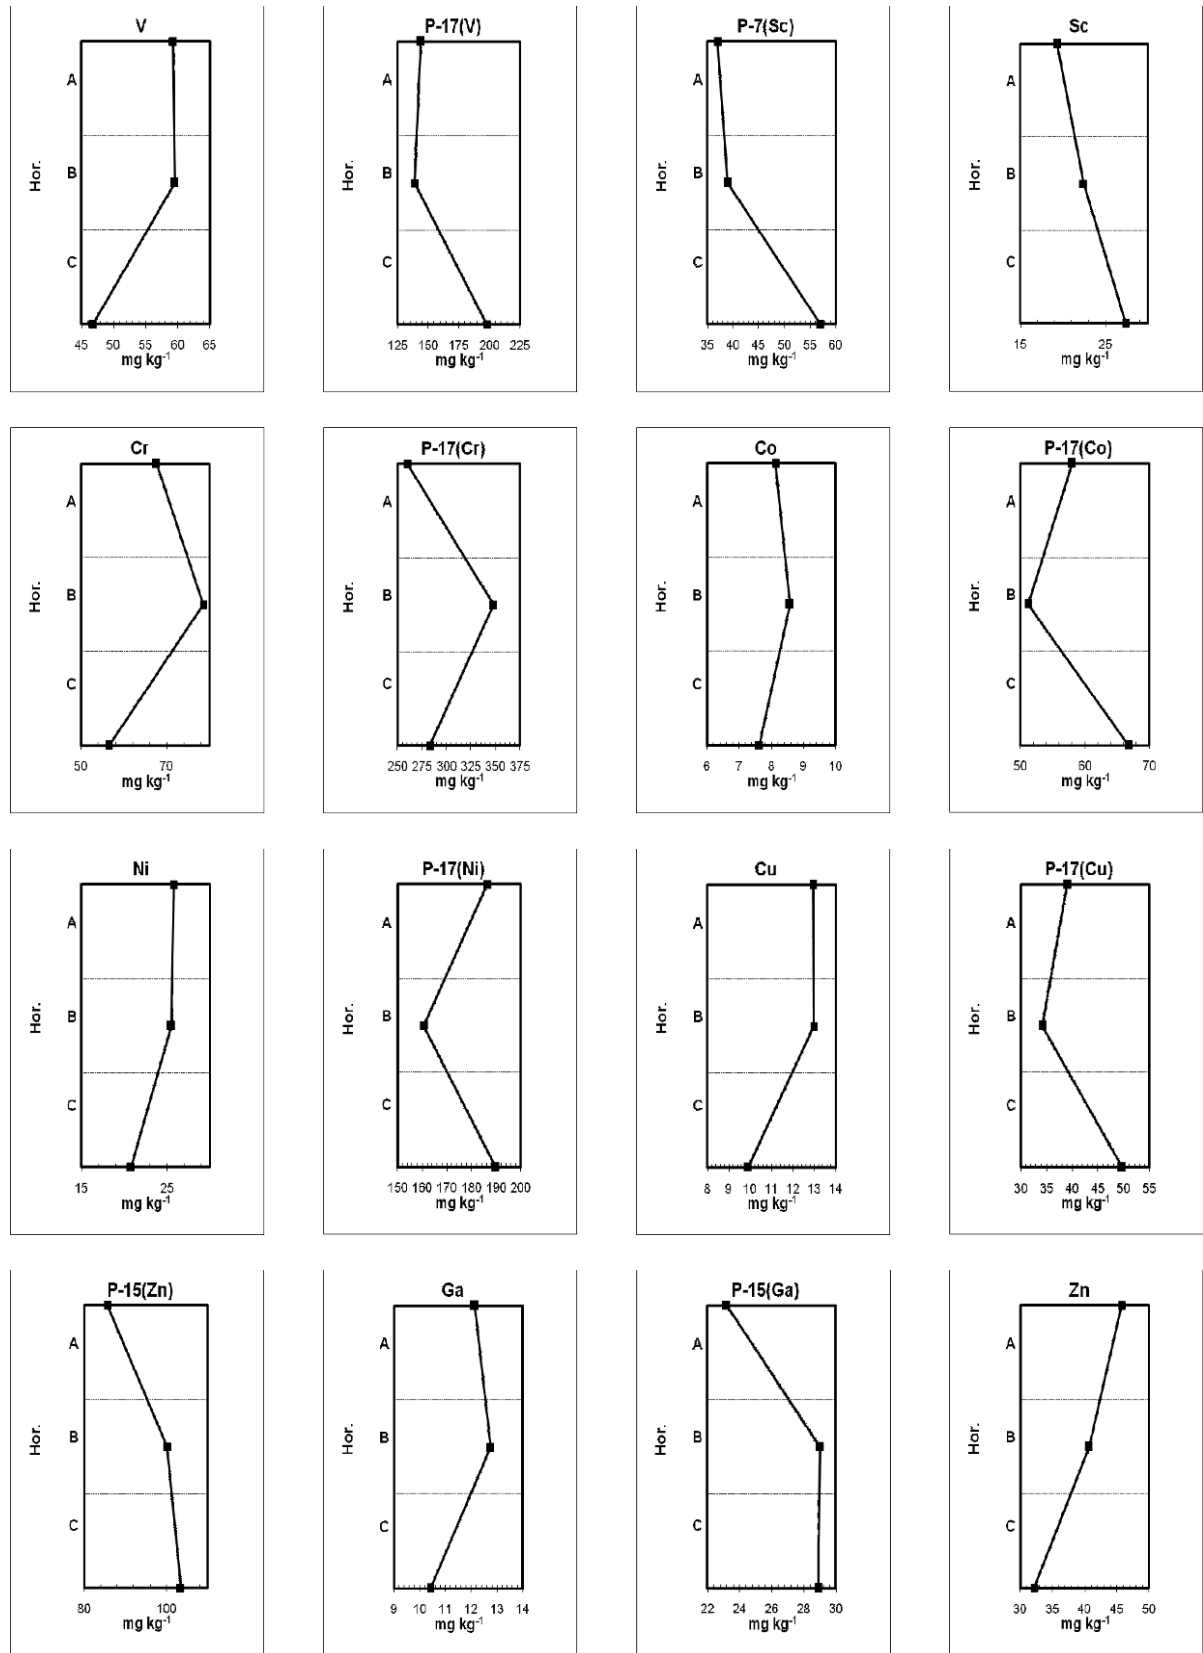 V
A
B
C
Hor.
45 50 55 60 65
mg kg-1
P-17(V)
A
B
C
Hor.
125 150 175 200 225
mg kg-1
P-7(Sc)
A
B
C
Hor.
35 40 45 50 55 60
mg kg-1
Sc
A
B
C
Hor.
15 25
mg kg-1
Cr
A
B
C
Hor.
50 70
mg kg-1
P-17(Cr)
A
B
C
Hor.
250 275 300 325 350 375
mg kg-1
Co
A
B
C
Hor.
6 7 8 9 10
mg kg-1
P-17(Co)
A
B
C
Hor.
50 60 70
mg kg-1
Ni
A
B
C
Hor.
15 25
mg kg-1
P-17(Ni)
A
B
C
Hor.
150 160 170 180 190 200
mg kg-1
Cu
A
B
C
Hor.
8 9 10 11 12 13 14
mg kg-1
P-17(Cu)
A
B
C
Hor.
30 35 40 45 50 55
mg kg-1
P-15(Zn)
A
B
C
Hor.
80 100
mg kg-1
Ga
A
B
C
Hor.
9 10 11 12 13 14
mg kg-1
P-15(Ga)
A
B
C
Hor.
22 24 26 28 30
mg kg-1
Zn
A
B
C
Hor.
30 40 50
mg kg-1